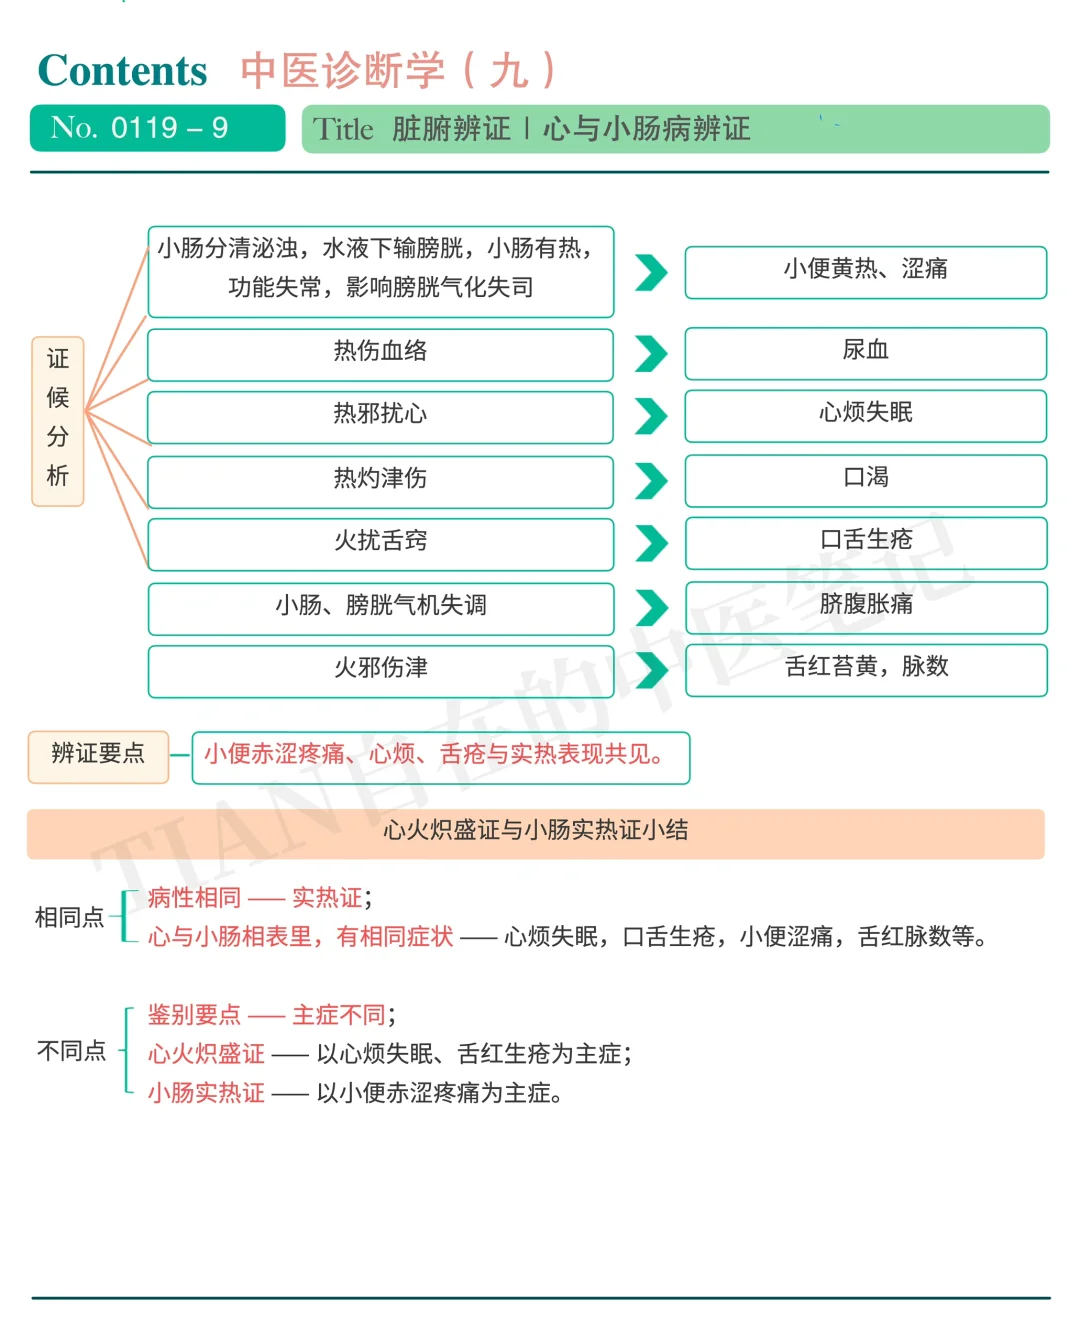 Contents 中医诊断学（九）
No. 0119 – 9
Title 脏腑辨证 | 心与小肠病辨证
证候分析
小肠分清泌浊，水液下输膀胱，小肠有热，
功能失常，影响膀胱气化失司
小便黄热、涩痛
热伤血络
尿血
热邪扰心
心烦失眠
热灼津伤
口渴
火扰舌窍
口舌生疮
小肠、膀胱气机失调
脐腹胀痛
火邪伤津
舌红苔黄，脉数
辨证要点
小便赤涩疼痛、心烦、舌疮与实热表现共见。
心火炽盛证与小肠实热证小结
相同点
病性相同 —— 实热证；
心与小肠相表里，有相同症状 —— 心烦失眠，口舌生疮，小便涩痛，舌红脉数等。
不同点
鉴别要点 —— 主症不同；
心火炽盛证 —— 以心烦失眠、舌红生疮为主症；
小肠实热证 —— 以小便赤涩疼痛为主症。
TIAN自在的中医笔记